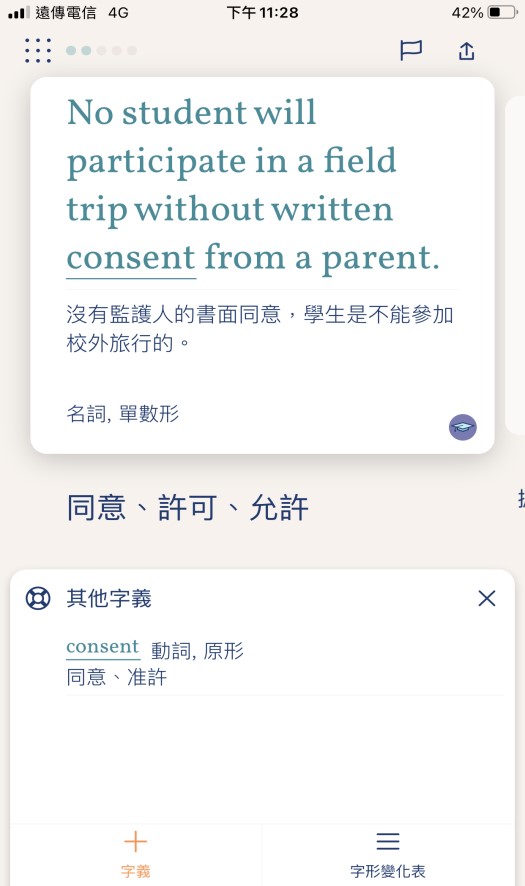 遠傳電信 4G 下午 11:28 42%
No student will
participate in a field
trip without written
consent from a parent.
沒有監護人的書面同意，學生是不能參加
校外旅行的。
名詞, 單數形
同意、許可、允許
其他字義
consent 動詞, 原形
同意、准許
字義 字形變化表